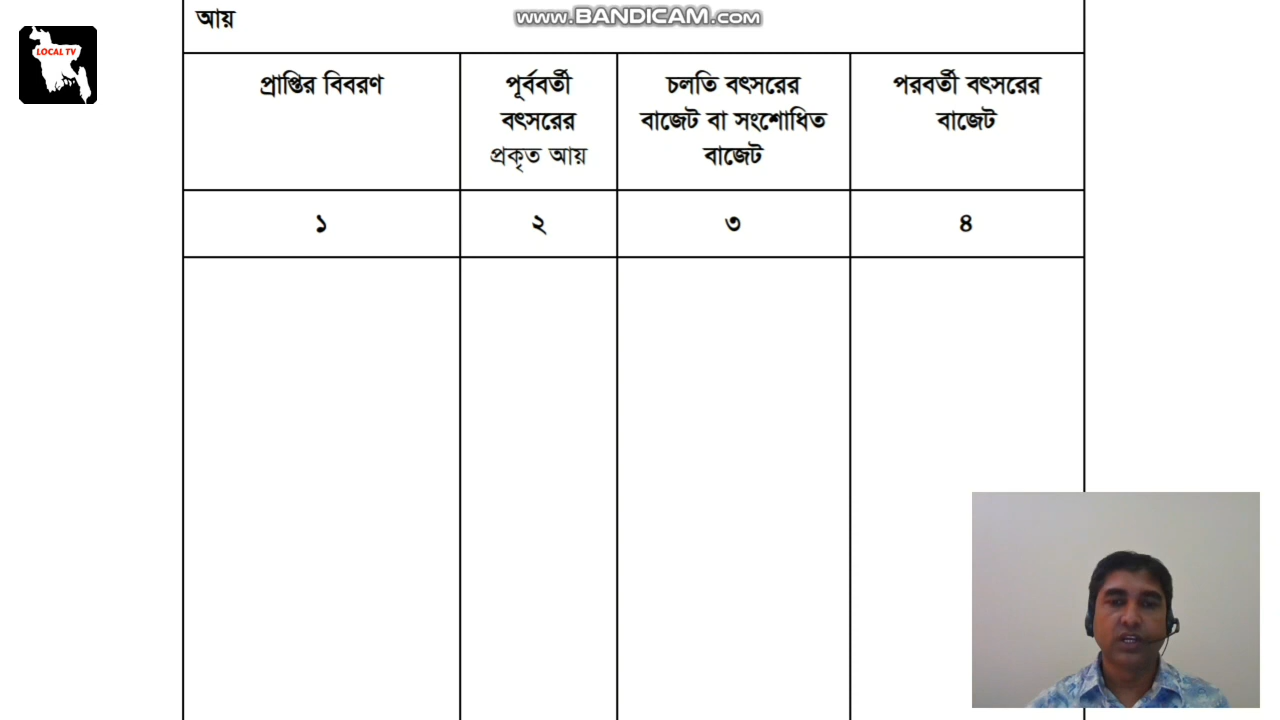 www.BANDICAM.com
আয়
LOCAL TV
প্রাপ্তির বিবরণ
পূর্ববর্তী
বৎসরের
প্রকৃত আয়
চলতি বৎসরের
বাজেট বা সংশোধিত
বাজেট
পরবর্তী বৎসরের
বাজেট
১
২
৩
৪